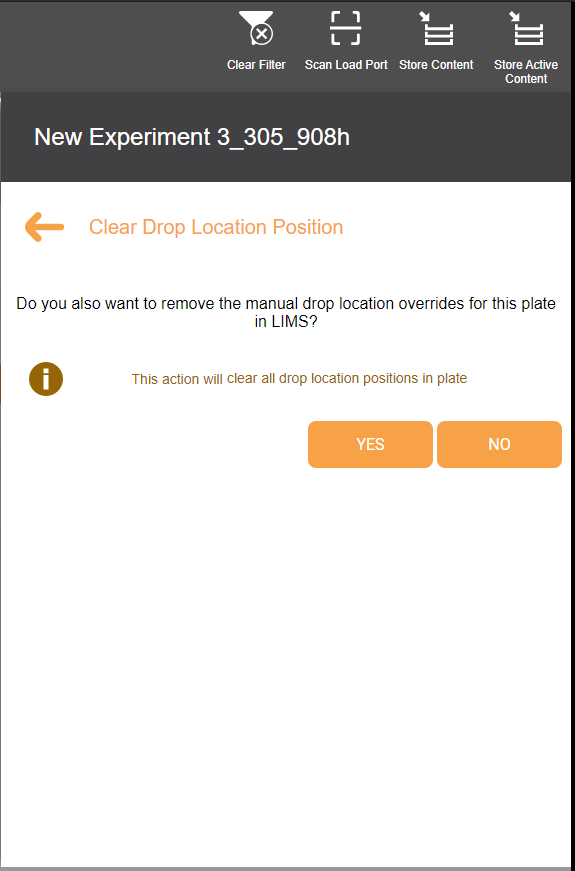 Clear Filter
Scan Load Port
Store Content
Store Active
Content
New Experiment 3_305_908h
Clear Drop Location Position
Do you also want to remove the manual drop location overrides for this plate
in LIMS?
This action will clear all drop location positions in plate
YES
NO